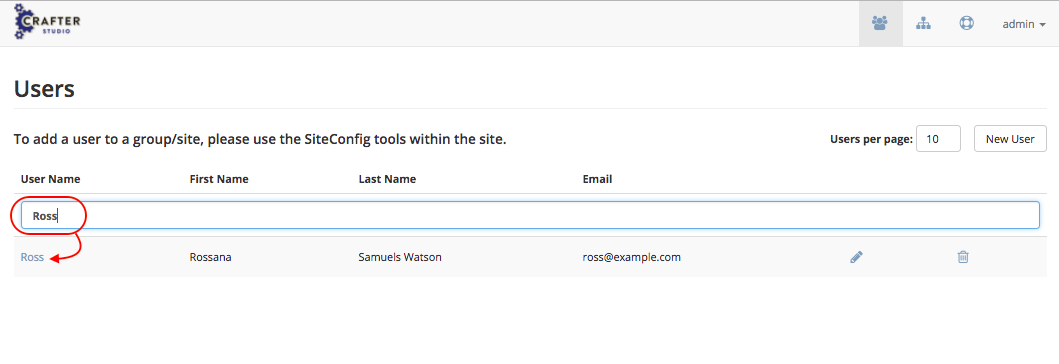 CRAFTER
STUDIO
admin
Users
To add a user to a group/site, please use the SiteConfig tools within the site.
Users per page: 10 New User
User Name First Name Last Name Email
Ross
Ross Rossana Samuels Watson ross@example.com